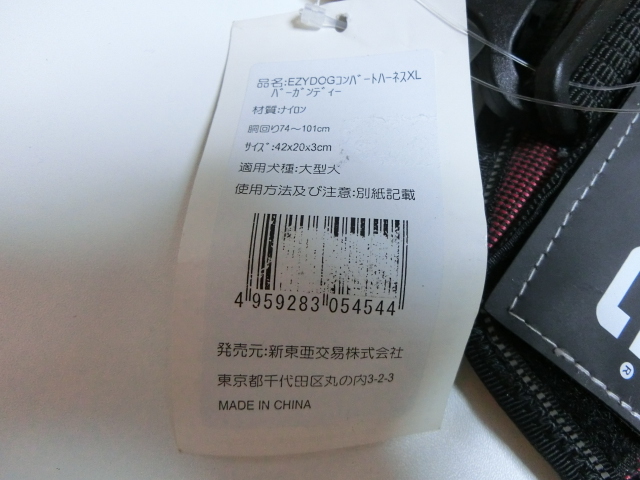 品名:EZYDOGｺﾝﾊﾞｰﾄﾊｰﾈｽXL
ﾊﾞｰｶﾞﾝﾃﾞｨｰ
材質:ﾅｲﾛﾝ
胴回り74～101cm
ｻｲｽﾞ:42x20x3cm
適用犬種:大型犬
使用方法及び注意:別紙記載
4 959283 054544
発売元:新東亜交易株式会社
東京都千代田区丸の内3-2-3
MADE IN CHINA
®